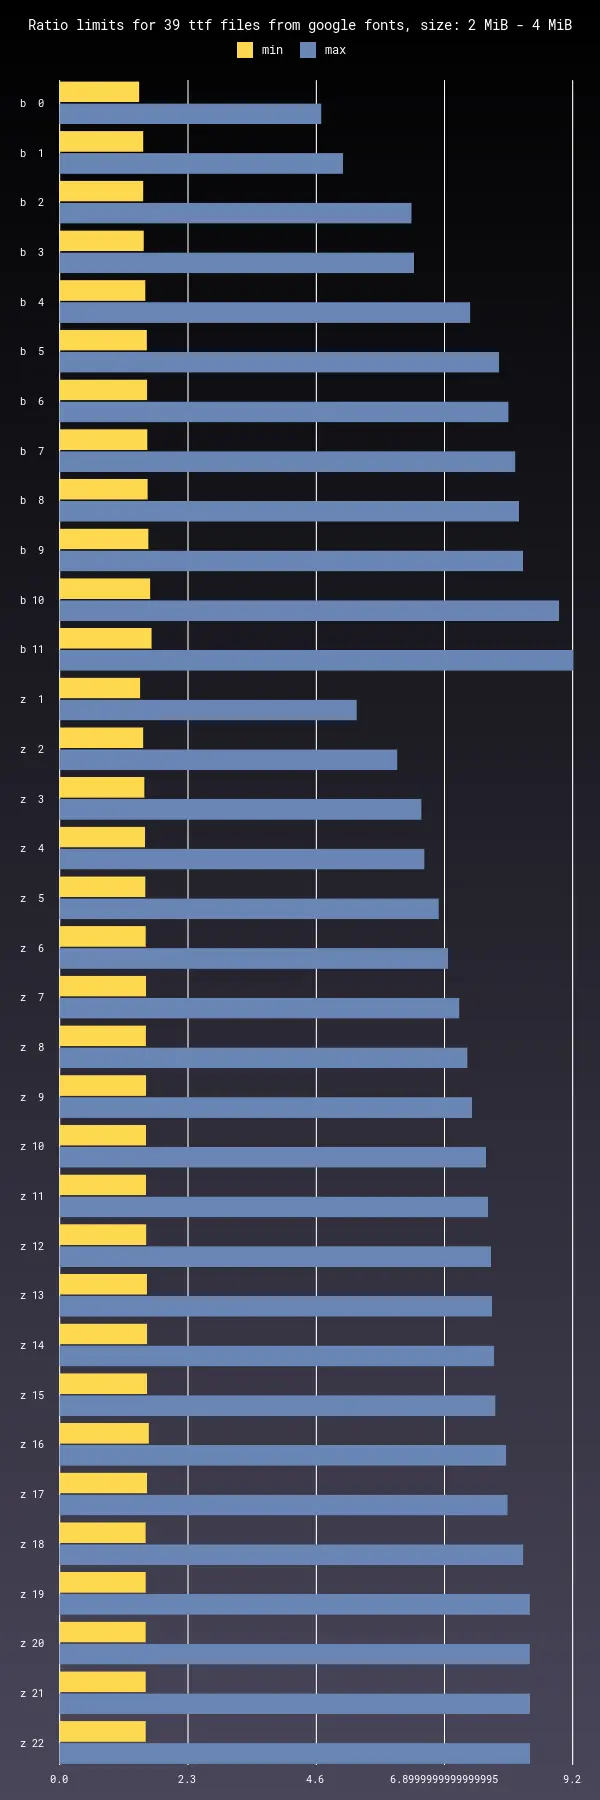 Ratio limits for 39 ttf files from google fonts, size: 2 MiB - 4 MiB
min max
b 0
b 1
b 2
b 3
b 4
b 5
b 6
b 7
b 8
b 9
b 10
b 11
z 1
z 2
z 3
z 4
z 5
z 6
z 7
z 8
z 9
z 10
z 11
z 12
z 13
z 14
z 15
z 16
z 17
z 18
z 19
z 20
z 21
z 22
0.0 2.3 4.6 6.8999999999999995 9.2